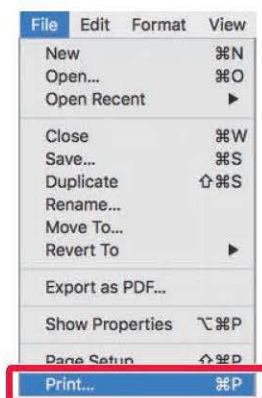 File Edit Format View
New ⌘N
Open... ⌘O
Open Recent ▶
Close ⌘W
Save... ⌘S
Duplicate ⇧⌘S
Rename...
Move To...
Revert To ▶
Export as PDF...
Show Properties ⌥⌘P
Page Setup ⇧⌘P
Print... ⌘P